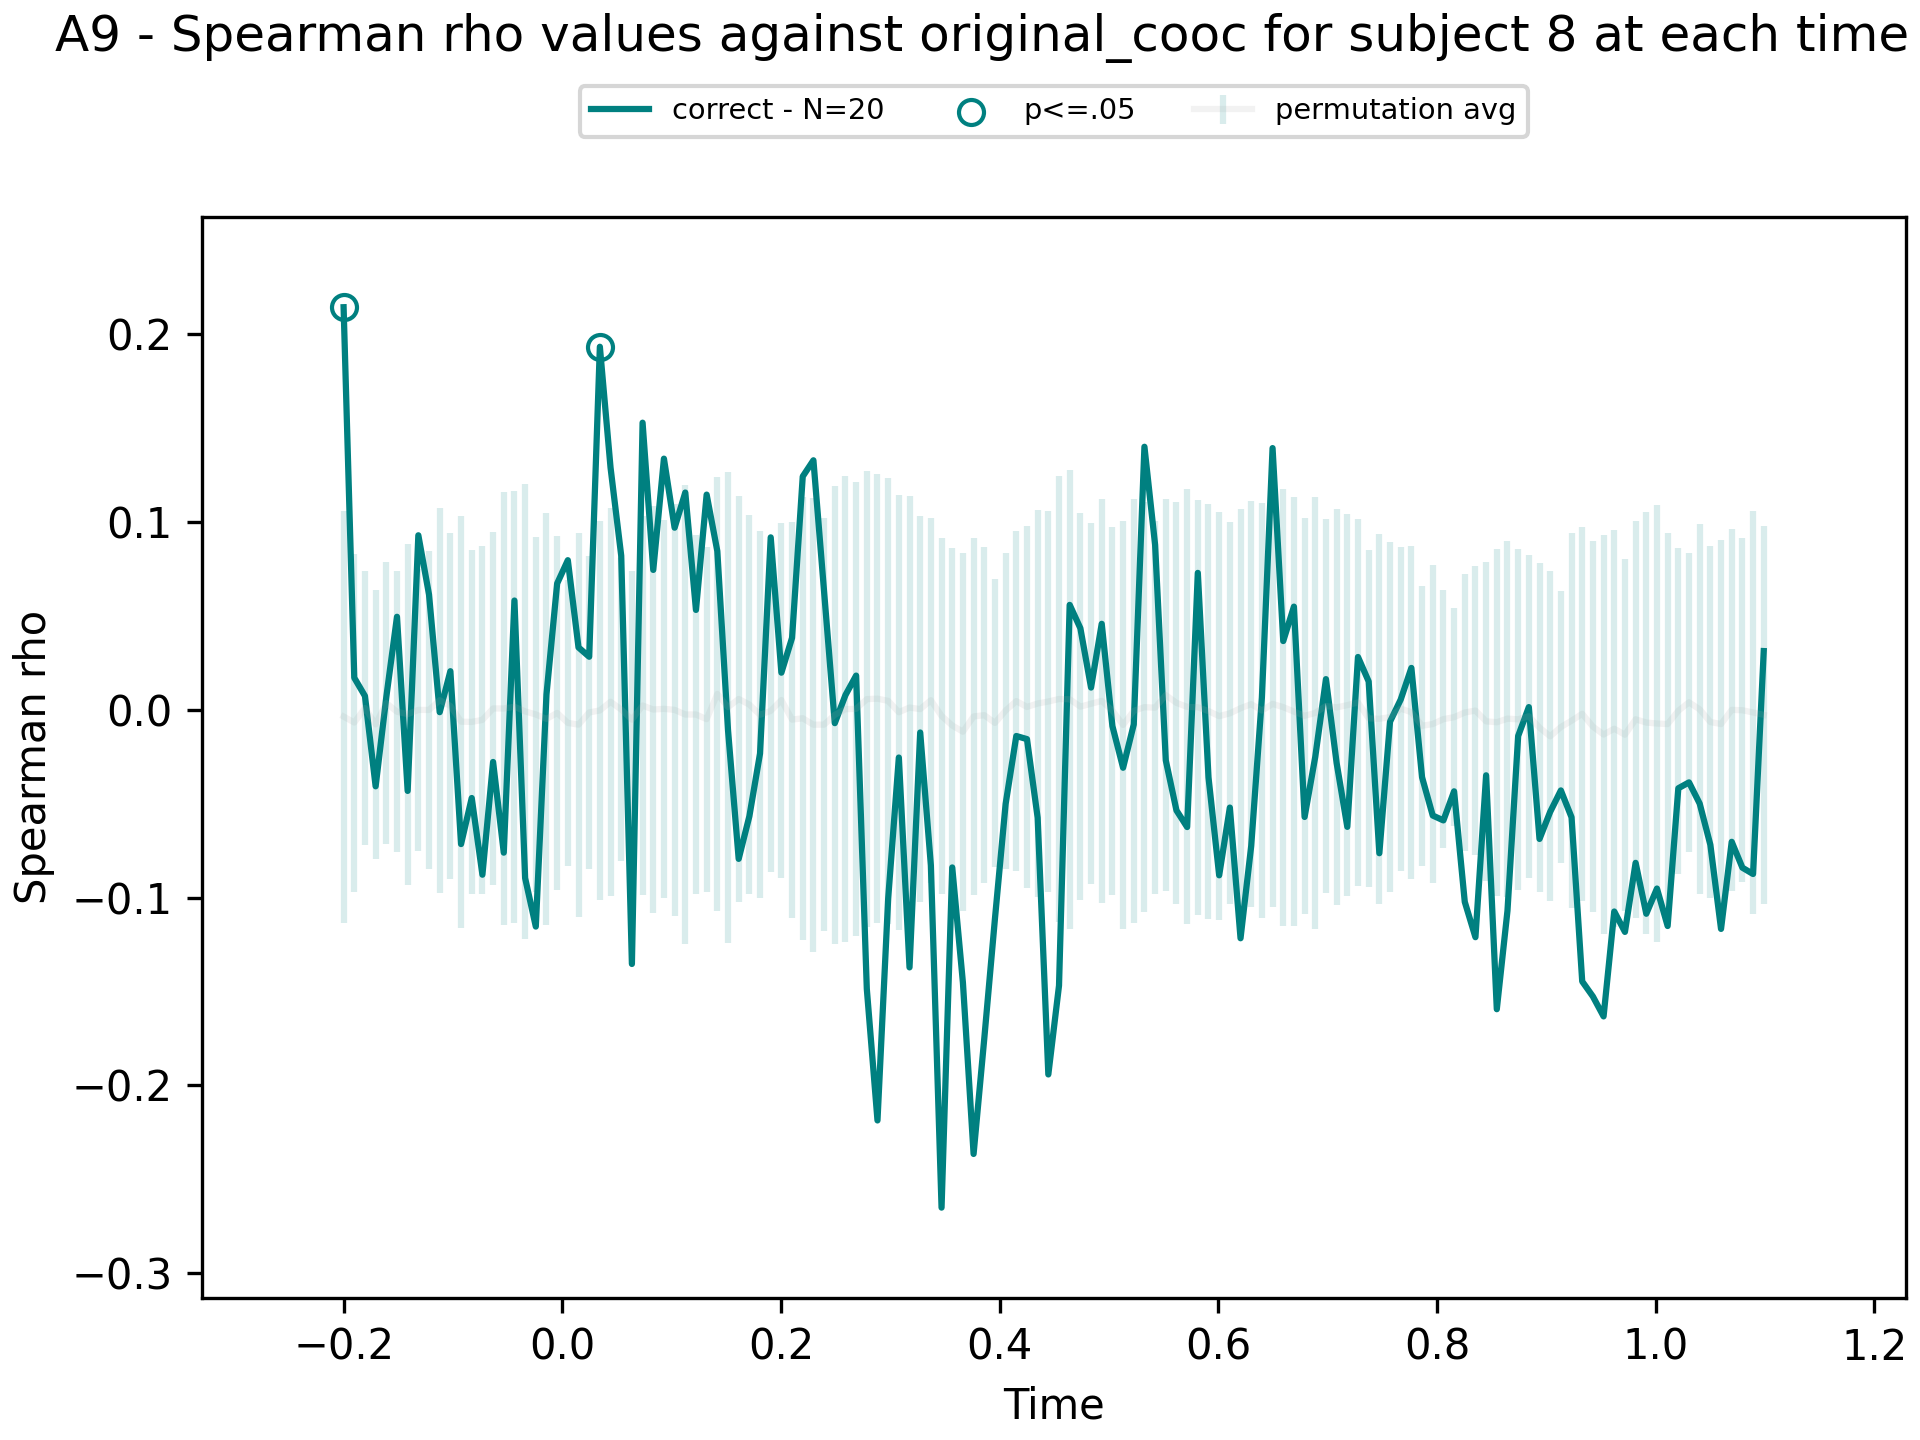 A9 - Spearman rho values against original_cooc for subject 8 at each time
correct - N=20
p<=.05
permutation avg
Spearman rho
0.2
0.1
0.0
−0.1
−0.2
−0.3
−0.2
0.0
0.2
0.4
0.6
0.8
1.0
1.2
Time